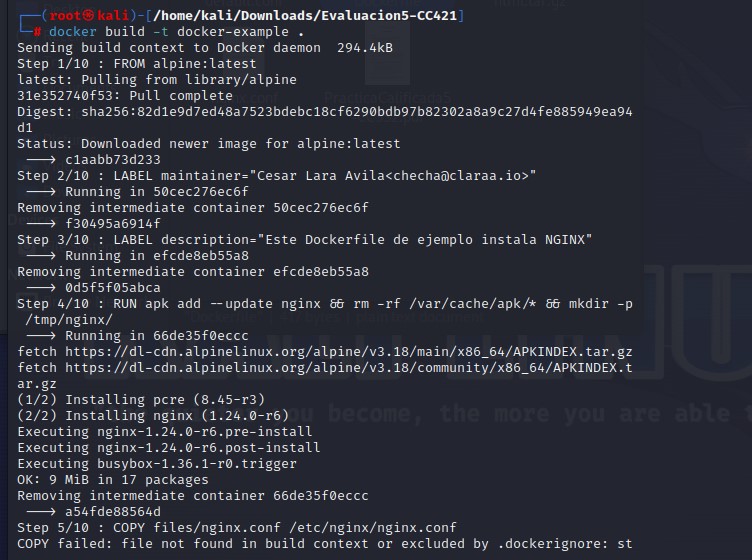 (root㉿kali)-[/home/kali/Downloads/Evaluacion5-CC421]
# docker build -t docker-example .
Sending build context to Docker daemon  294.4kB
Step 1/10 : FROM alpine:latest
latest: Pulling from library/alpine
31e352740f53: Pull complete
Digest: sha256:82d1e9d7ed48a7523bdebc18cf6290bdb97b82302a8a9c27d4fe885949ea94
d1
Status: Downloaded newer image for alpine:latest
 ---> c1aabb73d233
Step 2/10 : LABEL maintainer="Cesar Lara Avila<checha@claraa.io>"
 ---> Running in 50cec276ec6f
Removing intermediate container 50cec276ec6f
 ---> f30495a6914f
Step 3/10 : LABEL description="Este Dockerfile de ejemplo instala NGINX"
 ---> Running in efcde8eb55a8
Removing intermediate container efcde8eb55a8
 ---> 0d5f5f05abca
Step 4/10 : RUN apk add --update nginx && rm -rf /var/cache/apk/* && mkdir -p
 /tmp/nginx/
 ---> Running in 66de35f0eccc
fetch https://dl-cdn.alpinelinux.org/alpine/v3.18/main/x86_64/APKINDEX.tar.gz
fetch https://dl-cdn.alpinelinux.org/alpine/v3.18/community/x86_64/APKINDEX.t
ar.gz
(1/2) Installing pcre (8.45-r3)
(2/2) Installing nginx (1.24.0-r6)
you become, the more you are able t
Executing nginx-1.24.0-r6.pre-install
Executing nginx-1.24.0-r6.post-install
Executing busybox-1.36.1-r0.trigger
OK: 9 MiB in 17 packages
Removing intermediate container 66de35f0eccc
 ---> a54fde88564d
Step 5/10 : COPY files/nginx.conf /etc/nginx/nginx.conf
COPY failed: file not found in build context or excluded by .dockerignore: st